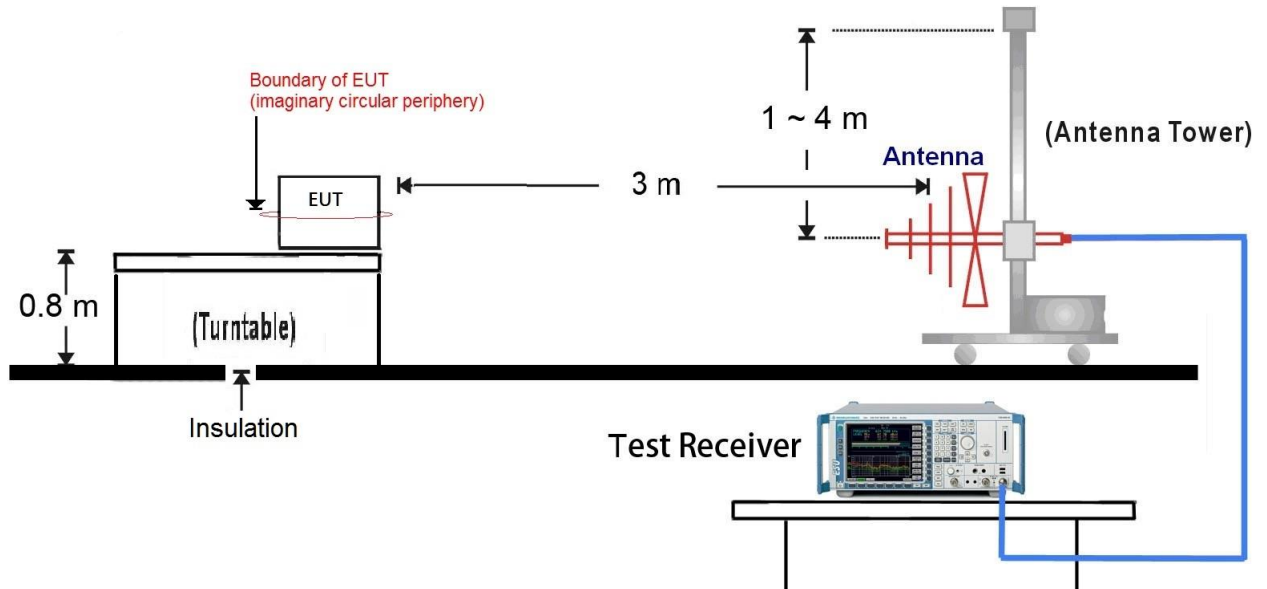 Boundary of EUT
(imaginary circular periphery)
1 ~ 4 m
(Antenna Tower)
Antenna
EUT
3 m
0.8 m
(Turntable)
Insulation
Test Receiver